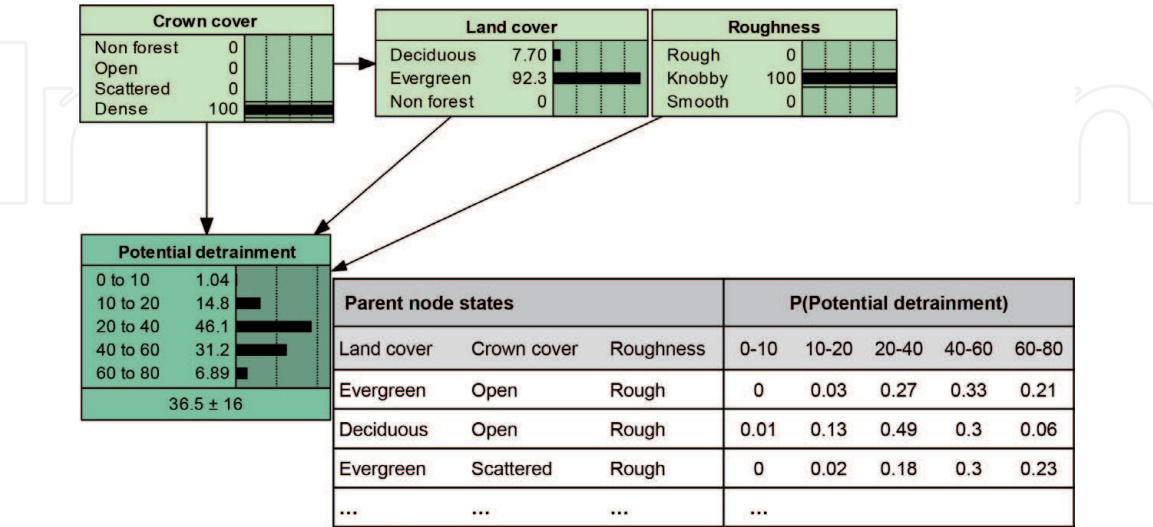 Crown cover
Non forest 0
Open 0
Scattered 0
Dense 100
Land cover
Deciduous 7.70
Evergreen 92.3
Non forest 0
Roughness
Rough 0
Knobby 100
Smooth 0
Potential detrainment
0 to 10 1.04
10 to 20 14.8
20 to 40 46.1
40 to 60 31.2
60 to 80 6.89
36.5 ± 16
Parent node states P(Potential detrainment)
Land cover Crown cover Roughness 0-10 10-20 20-40 40-60 60-80
Evergreen Open Rough 0 0.03 0.27 0.33 0.21
Deciduous Open Rough 0.01 0.13 0.49 0.3 0.06
Evergreen Scattered Rough 0 0.02 0.18 0.3 0.23
... ... ... ...